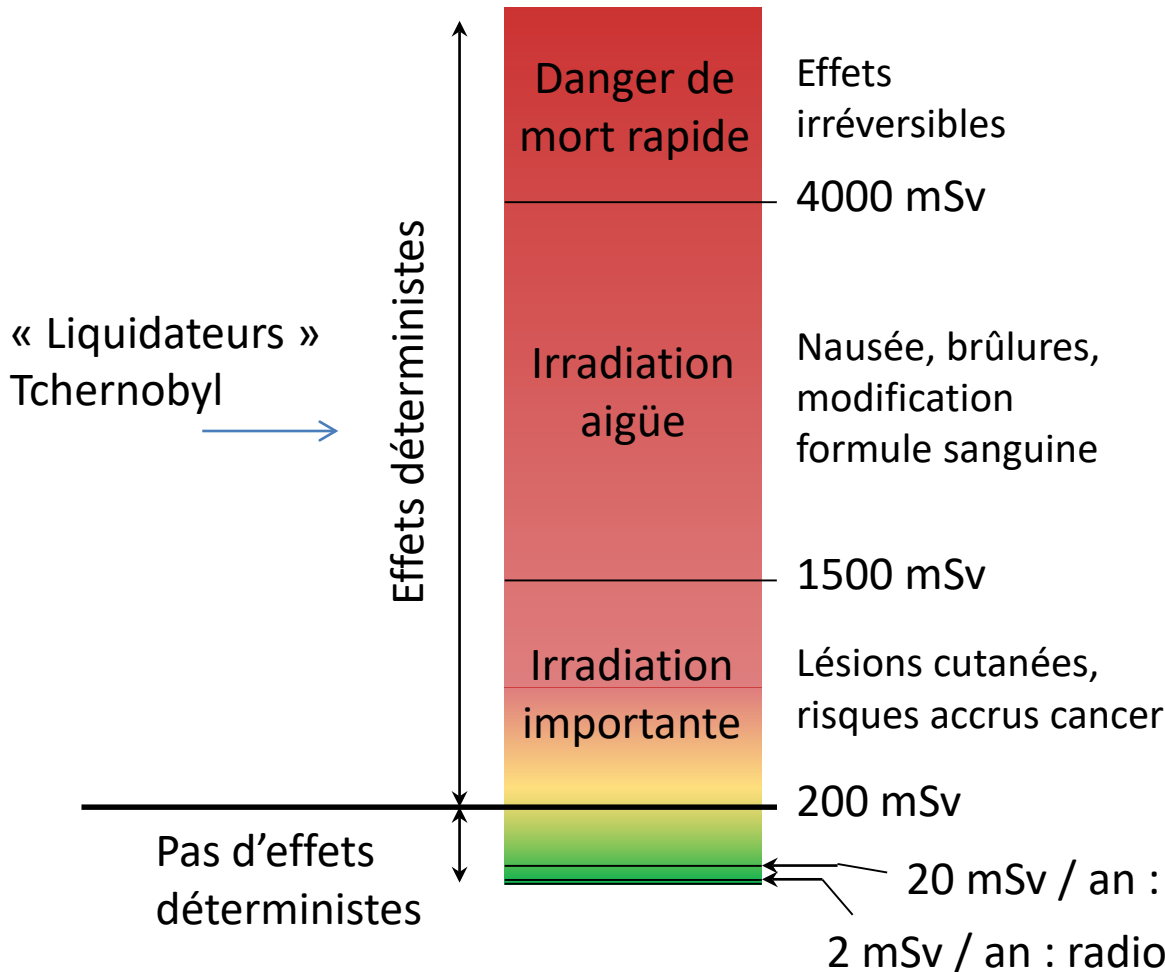 Danger de
mort rapide
Effets
irréversibles
4000 mSv
« Liquidateurs »
Tchernobyl
Effets déterministes
Irradiation
aigüe
Nausée, brûlures,
modification
formule sanguine
1500 mSv
Irradiation
importante
Lésions cutanées,
risques accrus cancer
200 mSv
Pas d’effets
déterministes
20 mSv / an :
2 mSv / an : radio